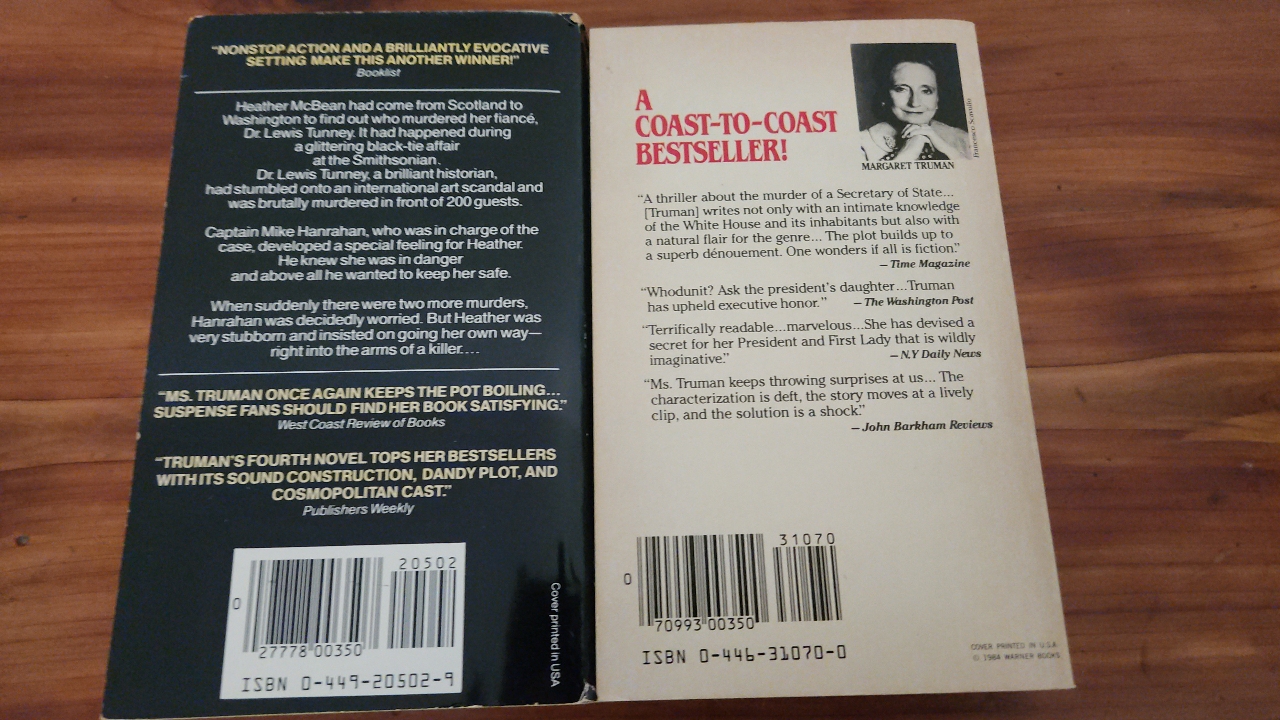 “NONSTOP ACTION AND A BRILLIANTLY EVOCATIVE
SETTING MAKE THIS ANOTHER WINNER!”
Booklist
Heather McBean had come from Scotland to
Washington to find out who murdered her fiancé,
Dr. Lewis Tunney. It had happened during
a glittering black-tie affair
at the Smithsonian.
Dr. Lewis Tunney, a brilliant historian,
had stumbled onto an international art scandal and
was brutally murdered in front of 200 guests.
Captain Mike Hanrahan, who was in charge of the
case, developed a special feeling for Heather.
He knew she was in danger
and above all he wanted to keep her safe.
When suddenly there were two more murders,
Hanrahan was decidedly worried. But Heather was
very stubborn and insisted on going her own way—
right into the arms of a killer....
“MS. TRUMAN ONCE AGAIN KEEPS THE POT BOILING...
SUSPENSE FANS SHOULD FIND HER BOOK SATISFYING.”
West Coast Review of Books
“TRUMAN'S FOURTH NOVEL TOPS HER BESTSELLERS
WITH ITS SOUND CONSTRUCTION, DANDY PLOT, AND
COSMOPOLITAN CAST.”
Publishers Weekly
20502
0
27778 00350
ISBN 0-449-20502-9
Cover printed in USA
A
COAST-TO-COAST
BESTSELLER!
MARGARET TRUMAN
“A thriller about the murder of a Secretary of State...
[Truman] writes not only with an intimate knowledge
of the White House and its inhabitants but also with
a natural flair for the genre... The plot builds up to
a superb dénouement. One wonders if all is fiction.”
—Time Magazine
“Whodunit? Ask the president's daughter...Truman
has upheld executive honor.” —The Washington Post
“Terrifically readable...marvelous...She has devised a
secret for her President and First Lady that is wildly
imaginative.” —N.Y Daily News
“Ms. Truman keeps throwing surprises at us... The
characterization is deft, the story moves at a lively
clip, and the solution is a shock.”
—John Barkham Reviews
31070
0
70993 00350
ISBN 0-446-31070-0
COVER PRINTED IN U.S.A.
© 1984 WARNER BOOKS